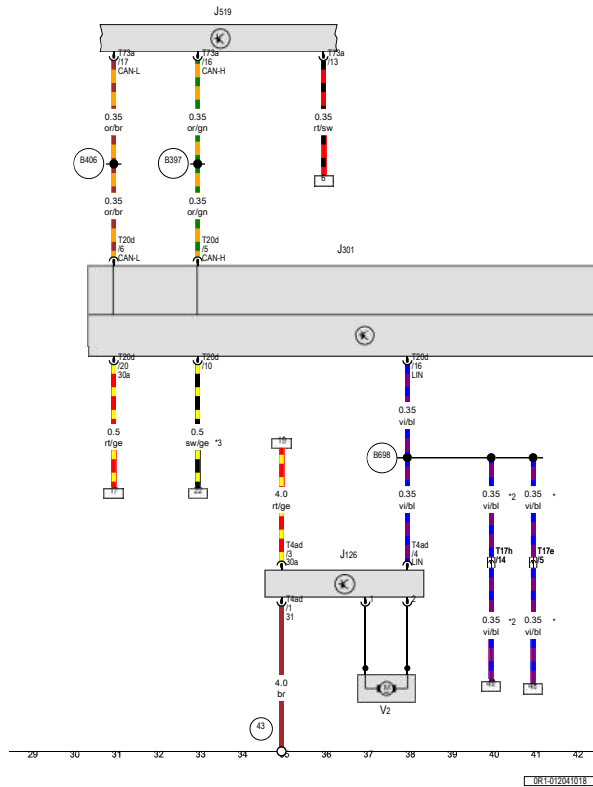 J519
T73a
/17
CAN-L
T73a
/16
CAN-H
T73a
/13
0.35
or/br
0.35
or/gn
0.35
rt/sw
B406
B397
6
0.35
or/br
0.35
or/gn
T20d
/6
CAN-L
T20d
/5
CAN-H
J301
T20d
/20
30a
T20d
/10
T20d
/16
LIN
0.35
vi/bl
0.5
rt/ge
0.5
sw/ge *3
19
B698
17
22
4.0
rt/ge
0.35
vi/bl
0.35 *2
vi/bl
0.35 *
vi/bl
T4ad
/3
30a
J126
T4ad
/4
LIN
T17h
/14
T17e
/5
T4ad
/1
31
1
2
0.35 *2
vi/bl
0.35 *
vi/bl
4.0
br
M
V2
43
29 30 31 32 33 34 35 36 37 38 39 40 41 42
0R1-012041018